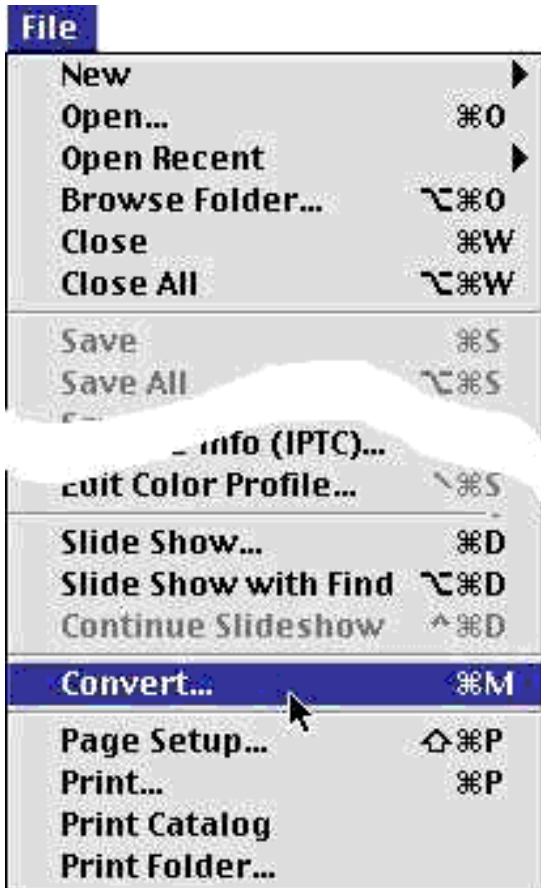 File
New
Open... ⌘O
Open Recent
Browse Folder... ⌥⌘O
Close ⌘W
Close All ⌥⌘W
Save ⌘S
Save All ⌥⌘S
Info (IPTC)...
Edit Color Profile... ⌘S
Slide Show... ⌘D
Slide Show with Find ⌥⌘D
Continue Slideshow ^⌘D
Convert... ⌘M
Page Setup... ⇧⌘P
Print... ⌘P
Print Catalog
Print Folder...